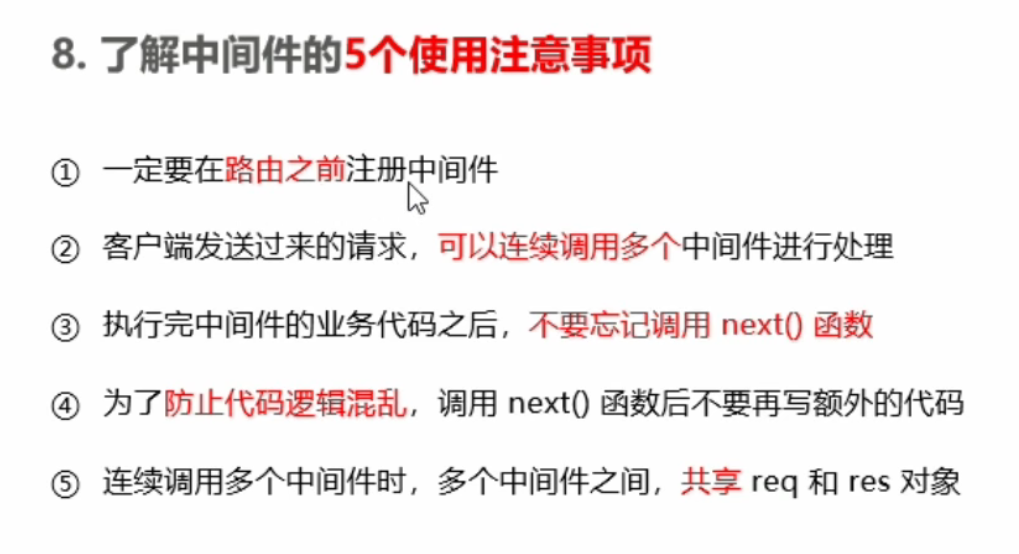 8. 了解中间件的5个使用注意事项
① 一定要在路由之前注册中间件
② 客户端发送过来的请求，可以连续调用多个中间件进行处理
③ 执行完中间件的业务代码之后，不要忘记调用 next() 函数
④ 为了防止代码逻辑混乱，调用 next() 函数后不要再写额外的代码
⑤ 连续调用多个中间件时，多个中间件之间，共享 req 和 res 对象